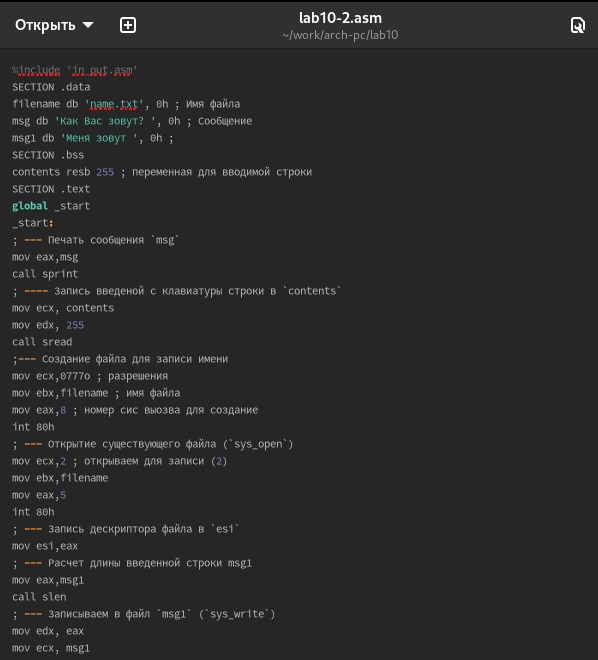 Открыть
lab10-2.asm
~/work/arch-pc/lab10
%include 'in_out.asm'
SECTION .data
filename db 'name.txt', 0h ; Имя файла
msg db 'Как Вас зовут? ', 0h ; Сообщение
msg1 db 'Меня зовут ', 0h ;
SECTION .bss
contents resb 255 ; переменная для вводимой строки
SECTION .text
global _start
_start:
; --- Печать сообщения `msg`
mov eax,msg
call sprint
; ---- Запись введеной с клавиатуры строки в `contents`
mov ecx, contents
mov edx, 255
call sread
;--- Создание файла для записи имени
mov ecx,0777o ; разрешения
mov ebx,filename ; имя файла
mov eax,8 ; номер сис выозва для создание
int 80h
; --- Открытие существующего файла (`sys_open`)
mov ecx,2 ; открываем для записи (2)
mov ebx,filename
mov eax,5
int 80h
; --- Запись дескриптора файла в `esi`
mov esi,eax
; --- Расчет длины введенной строки msg1
mov eax,msg1
call slen
; --- Записываем в файл `msg1` (`sys_write`)
mov edx, eax
mov ecx, msg1